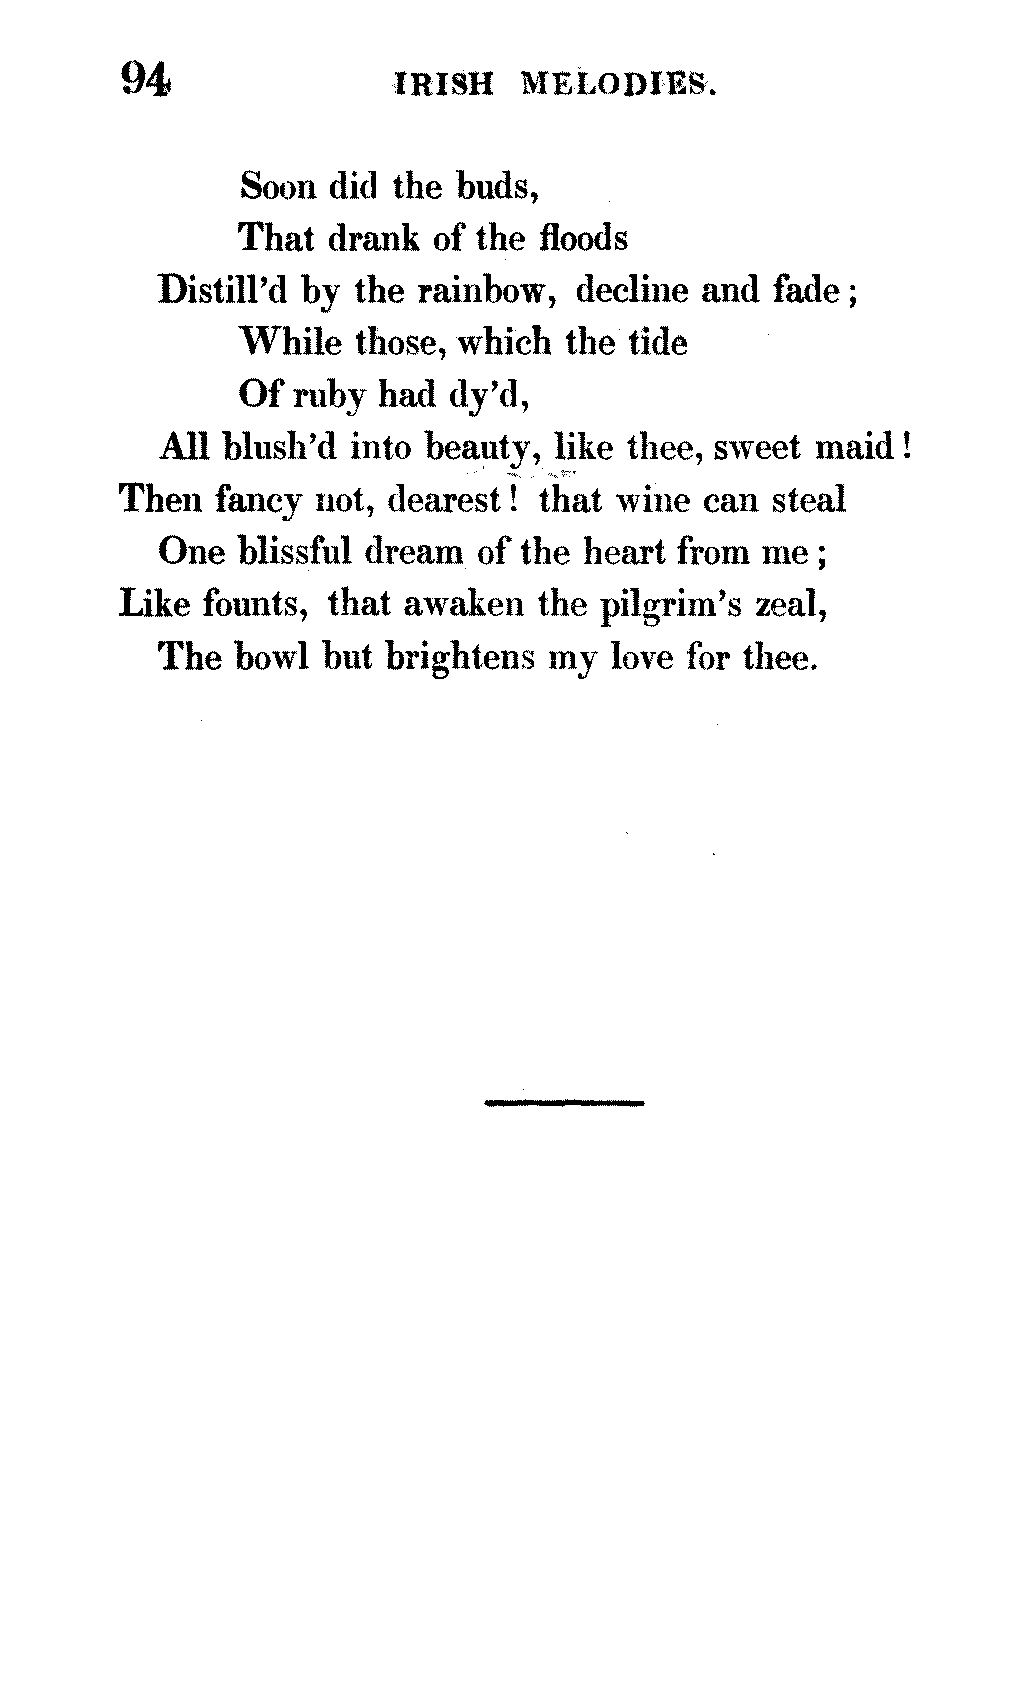 94 IRISH MELODIES.
Soon did the buds,
That drank of the floods
Distill'd by the rainbow, decline and fade ;
While those, which the tide
Of ruby had dy'd,
All blush'd into beauty, like thee, sweet maid !
Then fancy not, dearest ! that wine can steal
One blissful dream of the heart from me ;
Like founts, that awaken the pilgrim's zeal,
The bowl but brightens my love for thee.